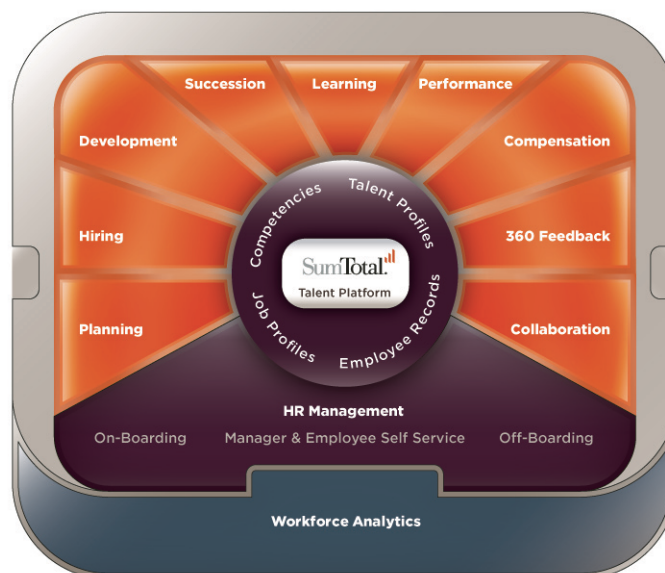 Succession
Learning
Performance
Development
Compensation
Hiring
360 Feedback
Planning
Collaboration
Competencies
Talent Profiles
Job Profiles
Employee Records
SumTotal.
Talent Platform
HR Management
On-Boarding
Manager & Employee Self Service
Off-Boarding
Workforce Analytics